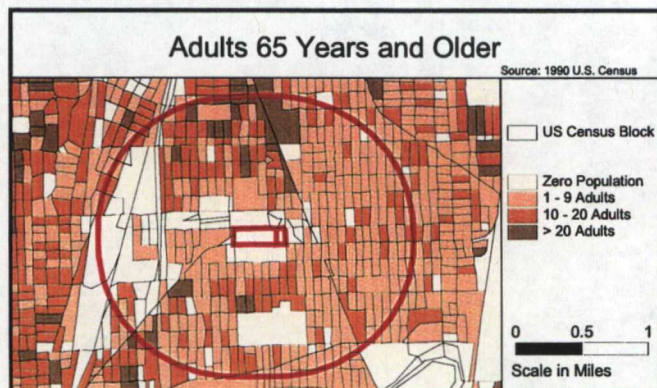 Adults 65 Years and Older
Source: 1990 U.S. Census
US Census Block
Zero Population
1 - 9 Adults
10 - 20 Adults
> 20 Adults
0 0.5 1
Scale in Miles